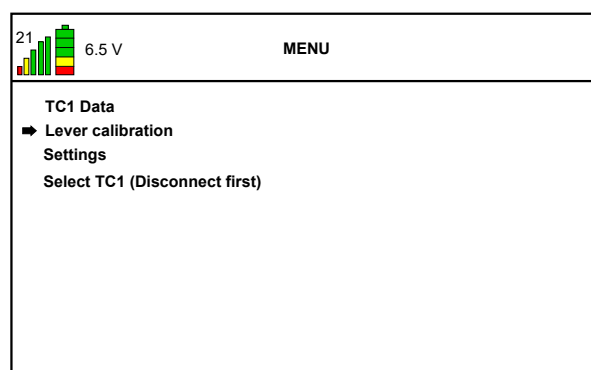 21
6.5 V
MENU
TC1 Data
Lever calibration
Settings
Select TC1 (Disconnect first)